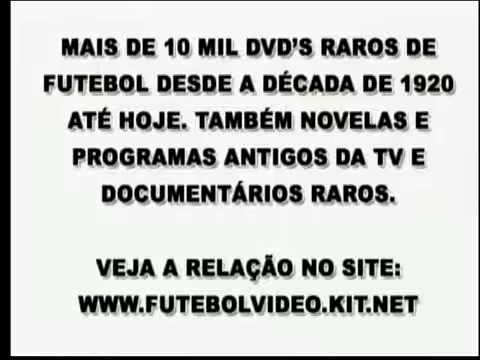 MAIS DE 10 MIL DVD'S RAROS DE
FUTEBOL DESDE A DÉCADA DE 1920
ATÉ HOJE. TAMBÉM NOVELAS E
PROGRAMAS ANTIGOS DA TV E
DOCUMENTÁRIOS RAROS.
VEJA A RELAÇÃO NO SITE:
WWW.FUTEBOLVIDEO.KIT.NET